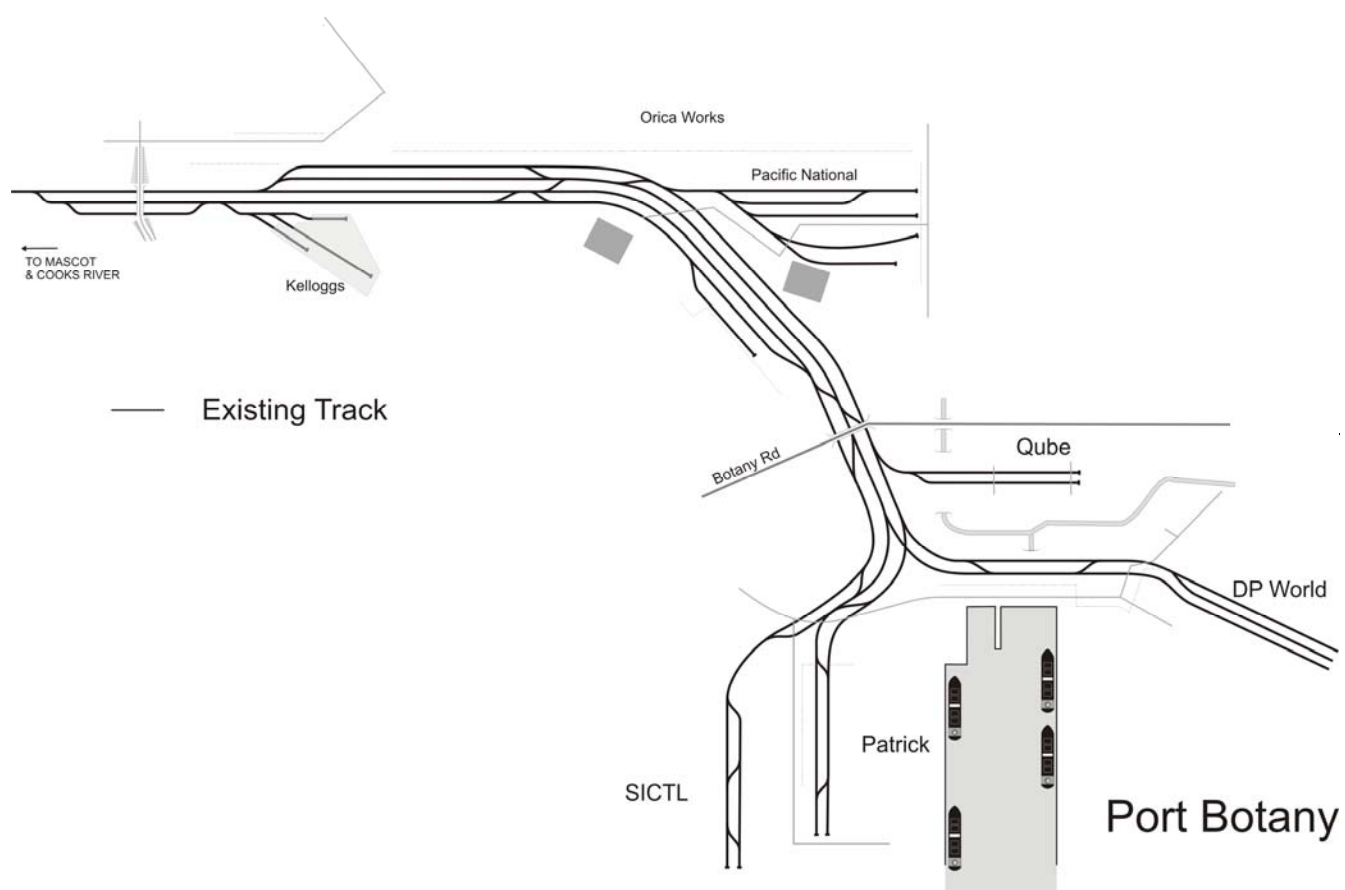 Orica Works
Pacific National
TO MASCOT
& COOKS RIVER
Kelloggs
Existing Track
Botany Rd
Qube
DP World
Patrick
SICTL
Port Botany